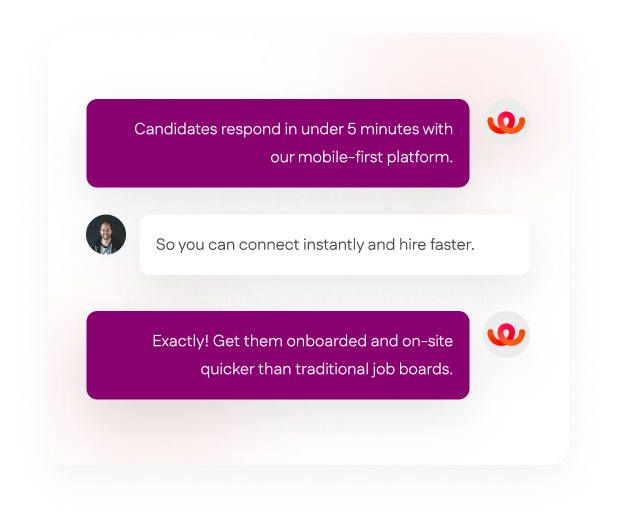 Candidates respond in under 5 minutes with
our mobile-first platform.
So you can connect instantly and hire faster.
Exactly! Get them onboarded and on-site
quicker than traditional job boards.